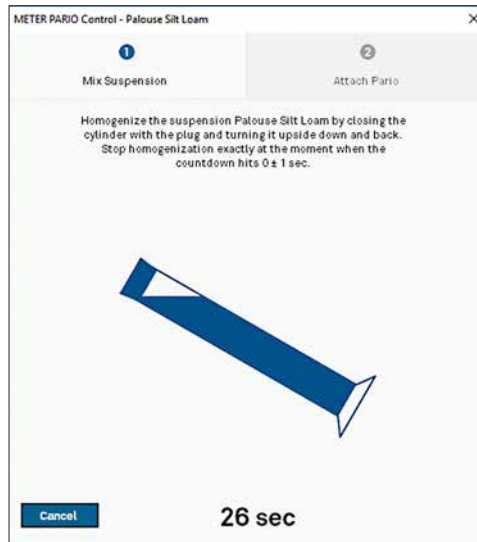 METER PARIO Control - Palouse Silt Loam
1
Mix Suspension
2
Attach Pario
Homogenize the suspension Palouse Silt Loam by closing the
cylinder with the plug and turning it upside down and back.
Stop homogenization exactly at the moment when the
countdown hits 0 ± 1 sec.
Cancel
26 sec